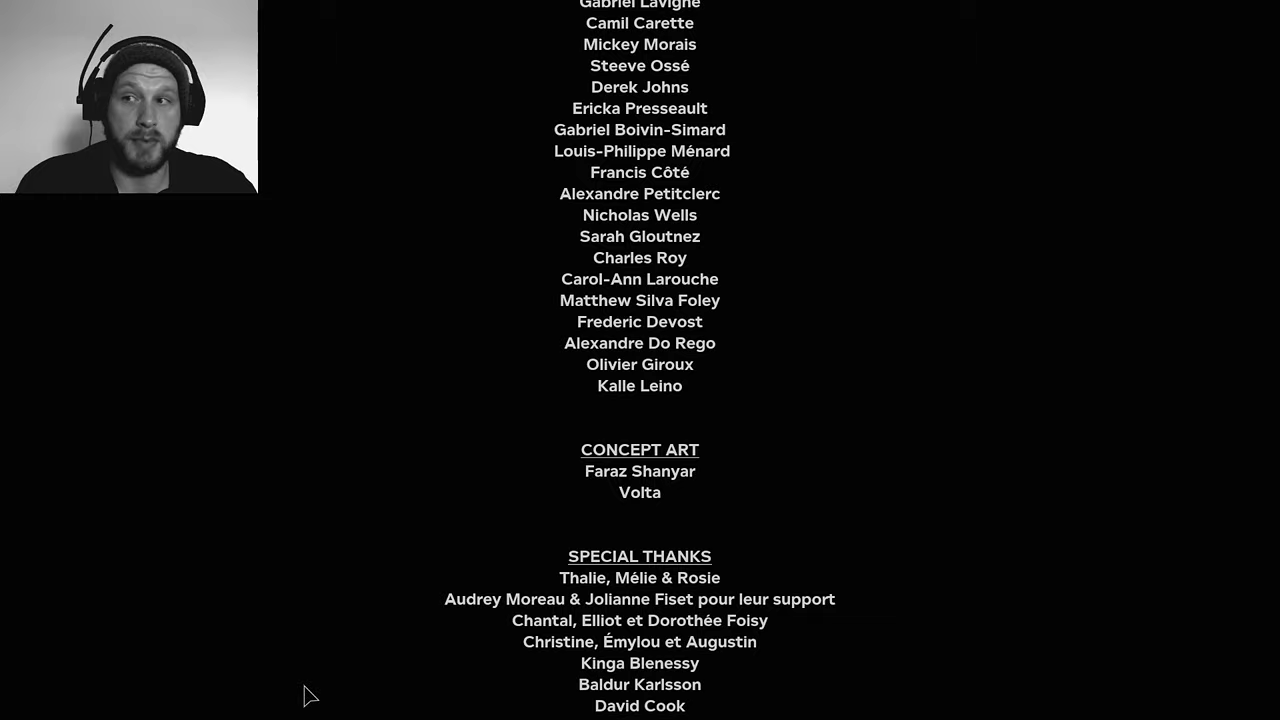 Gabriel Lavigne
Camil Carette
Mickey Morais
Steeve Ossé
Derek Johns
Ericka Presseault
Gabriel Boivin-Simard
Louis-Philippe Ménard
Francis Côté
Alexandre Petitclerc
Nicholas Wells
Sarah Gloutnez
Charles Roy
Carol-Ann Larouche
Matthew Silva Foley
Frederic Devost
Alexandre Do Rego
Olivier Giroux
Kalle Leino
CONCEPT ART
Faraz Shanyar
Volta
SPECIAL THANKS
Thalie, Mélie & Rosie
Audrey Moreau & Jolianne Fiset pour leur support
Chantal, Elliot et Dorothée Foisy
Christine, Émylou et Augustin
Kinga Blenessy
Baldur Karlsson
David Cook